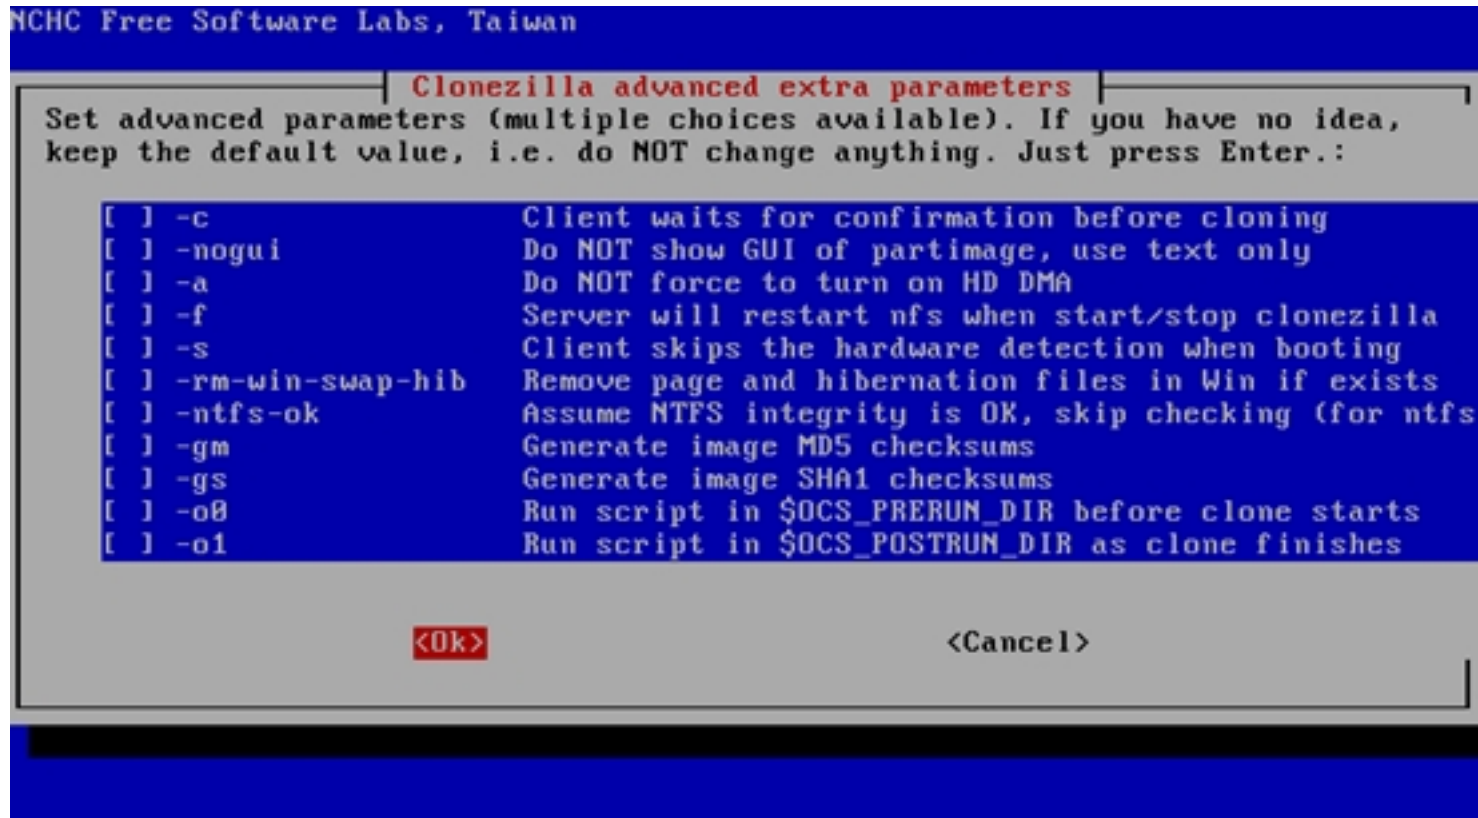 NCHC Free Software Labs, Taiwan
Clonezilla advanced extra parameters
Set advanced parameters (multiple choices available). If you have no idea,
keep the default value, i.e. do NOT change anything. Just press Enter.:
[ ] -c Client waits for confirmation before cloning
[ ] -nogui Do NOT show GUI of partimage, use text only
[ ] -a Do NOT force to turn on HD DMA
[ ] -f Server will restart nfs when start/stop clonezilla
[ ] -s Client skips the hardware detection when booting
[ ] -rm-win-swap-hib Remove page and hibernation files in Win if exists
[ ] -ntfs-ok Assume NTFS integrity is OK, skip checking (for ntfs
[ ] -gm Generate image MD5 checksums
[ ] -gs Generate image SHA1 checksums
[ ] -o0 Run script in $OCS_PRERUN_DIR before clone starts
[ ] -o1 Run script in $OCS_POSTRUN_DIR as clone finishes
<Ok> <Cancel>